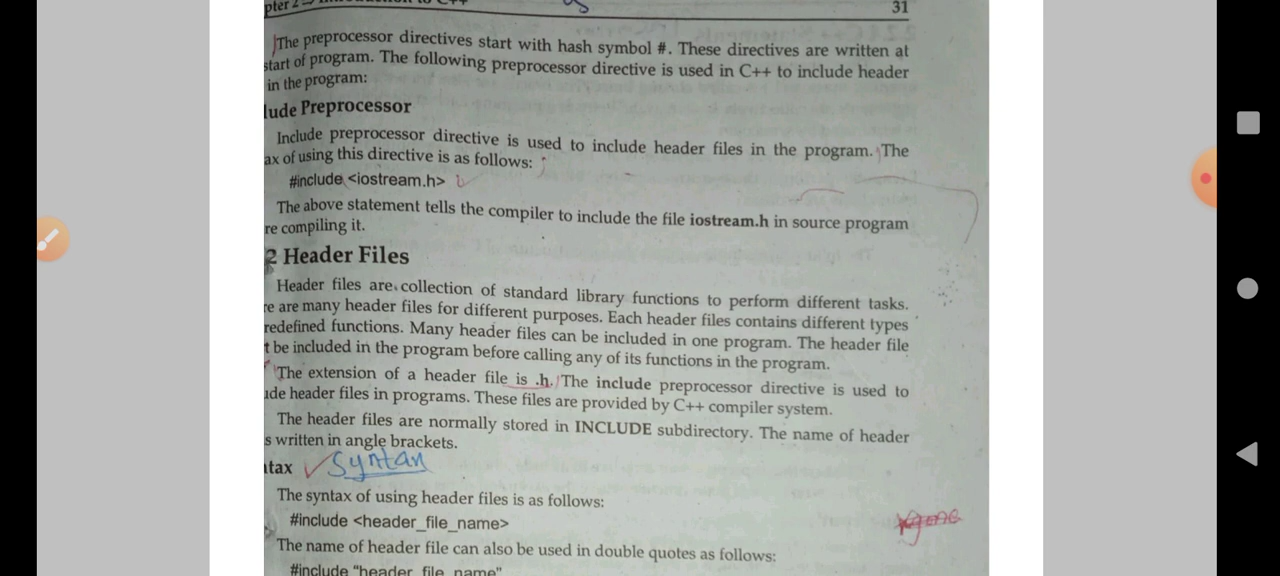 31
The preprocessor directives start with hash symbol #. These directives are written at
start of program. The following preprocessor directive is used in C++ to include header
in the program:
lude Preprocessor
Include preprocessor directive is used to include header files in the program. The
ax of using this directive is as follows:
#include <iostream.h>
The above statement tells the compiler to include the file iostream.h in source program
re compiling it.
2 Header Files
Header files are collection of standard library functions to perform different tasks.
re are many header files for different purposes. Each header files contains different types
redefined functions. Many header files can be included in one program. The header file
t be included in the program before calling any of its functions in the program.
The extension of a header file is .h. The include preprocessor directive is used to
ude header files in programs. These files are provided by C++ compiler system.
The header files are normally stored in INCLUDE subdirectory. The name of header
s written in angle brackets.
ntax Syntan
The syntax of using header files is as follows:
#include <header_file_name>
The name of header file can also be used in double quotes as follows:
#include "header_file_name"